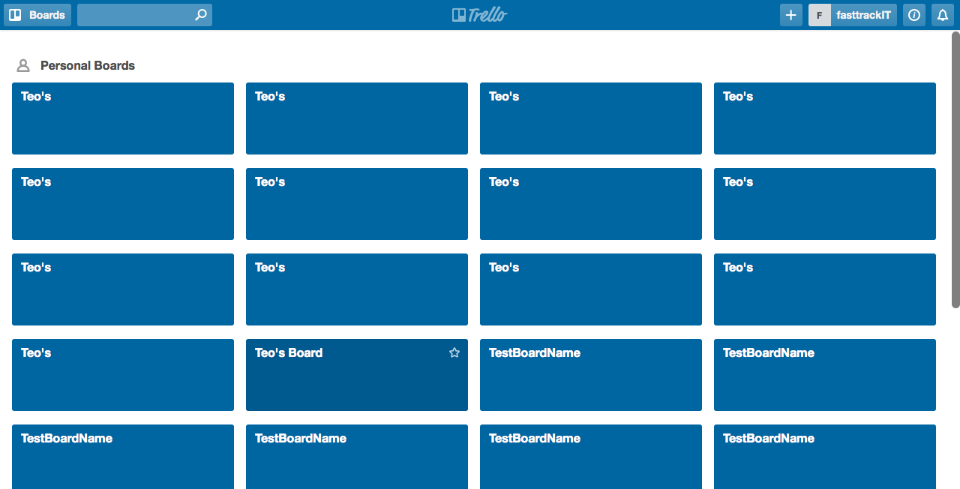 Boards Trello F fasttrackIT
Personal Boards
Teo's Teo's Teo's Teo's
Teo's Teo's Teo's Teo's
Teo's Teo's Teo's Teo's
Teo's Teo's Board TestBoardName TestBoardName
TestBoardName TestBoardName TestBoardName TestBoardName